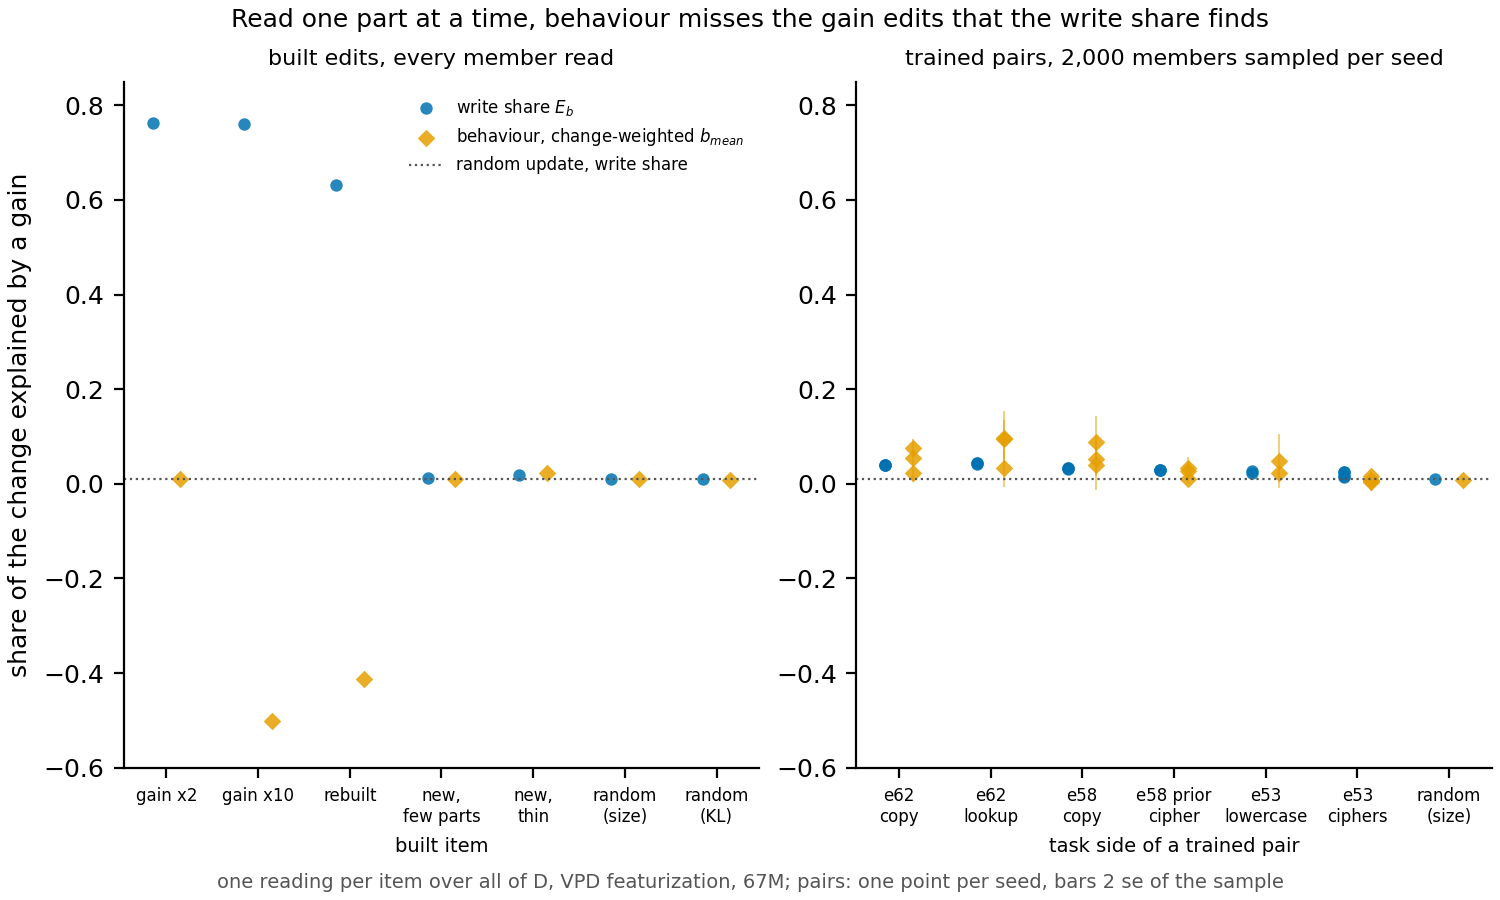 Read one part at a time, behaviour misses the gain edits that the write share finds
built edits, every member read
trained pairs, 2,000 members sampled per seed
share of the change explained by a gain
0.8
0.6
0.4
0.2
0.0
−0.2
−0.4
−0.6
write share E_b
behaviour, change-weighted b_mean
random update, write share
gain x2
gain x10
rebuilt
new,
few parts
new,
thin
random
(size)
random
(KL)
built item
0.8
0.6
0.4
0.2
0.0
−0.2
−0.4
−0.6
e62
copy
e62
lookup
e58
copy
e58 prior
cipher
e53
lowercase
e53
ciphers
random
(size)
task side of a trained pair
one reading per item over all of D, VPD featurization, 67M; pairs: one point per seed, bars 2 se of the sample